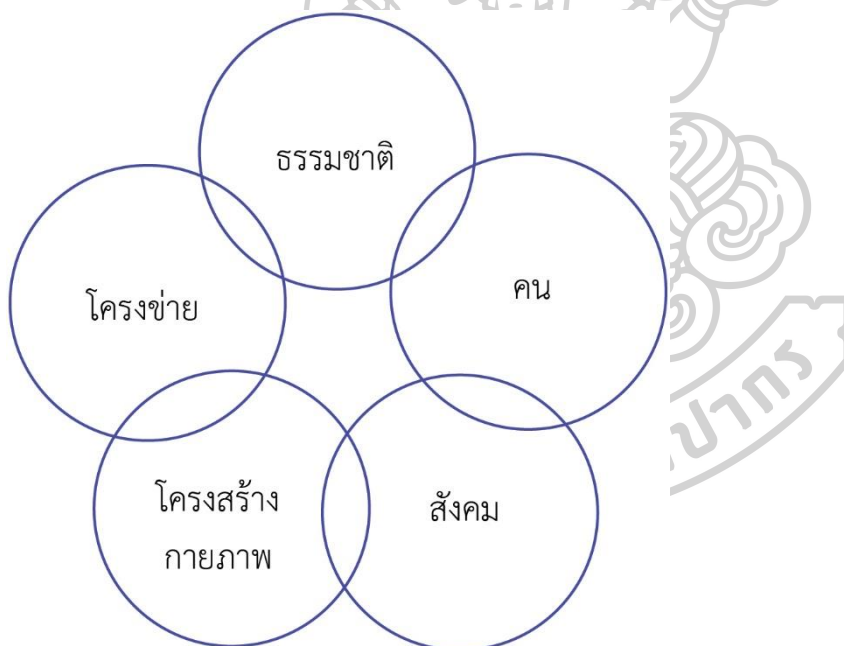 ธรรมชาติ
คน
โครงข่าย
โครงสร้าง
กายภาพ
สังคม